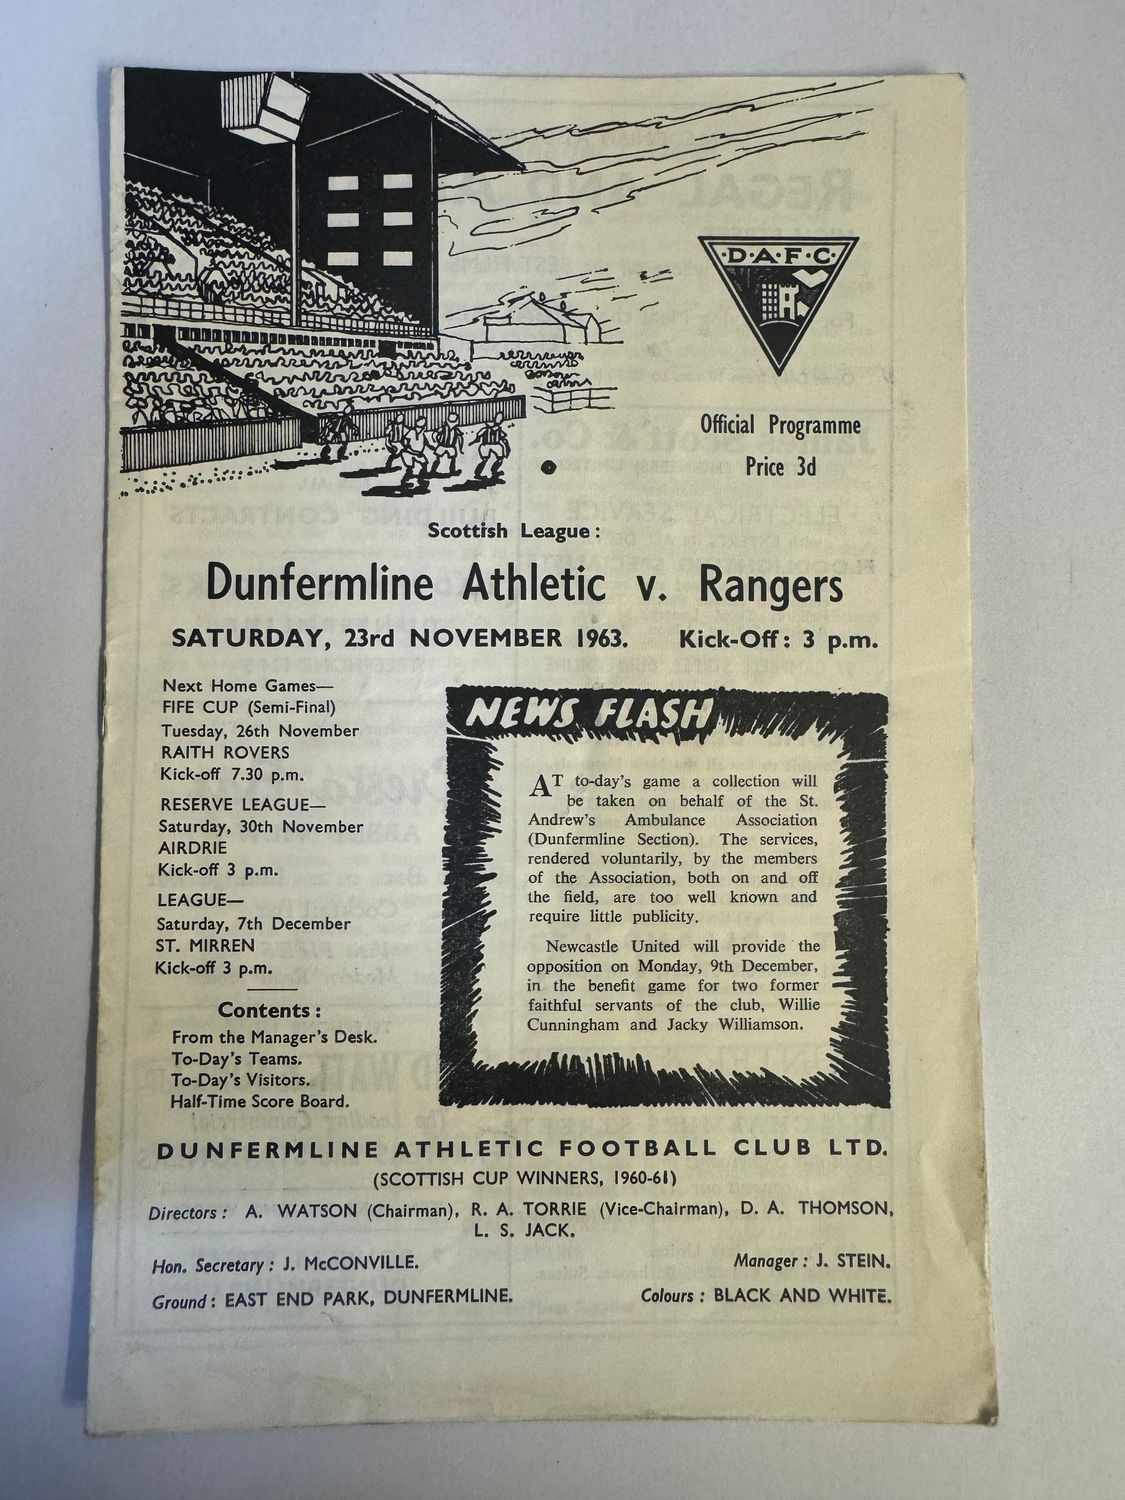 D·A·F·C·
Official Programme
Price 3d
Scottish League :
Dunfermline Athletic v. Rangers
SATURDAY, 23rd NOVEMBER 1963. Kick-Off : 3 p.m.
Next Home Games—
FIFE CUP (Semi-Final)
Tuesday, 26th November
RAITH ROVERS
Kick-off 7.30 p.m.
RESERVE LEAGUE—
Saturday, 30th November
AIRDRIE
Kick-off 3 p.m.
LEAGUE—
Saturday, 7th December
ST. MIRREN
Kick-off 3 p.m.
Contents :
From the Manager's Desk.
To-Day's Teams.
To-Day's Visitors.
Half-Time Score Board.
NEWS FLASH
AT to-day's game a collection will
be taken on behalf of the St.
Andrew's Ambulance Association
(Dunfermline Section). The services,
rendered voluntarily, by the members
of the Association, both on and off
the field, are too well known and
require little publicity.
Newcastle United will provide the
opposition on Monday, 9th December,
in the benefit game for two former
faithful servants of the club, Willie
Cunningham and Jacky Williamson.
DUNFERMLINE ATHLETIC FOOTBALL CLUB LTD.
(SCOTTISH CUP WINNERS, 1960-61)
Directors : A. WATSON (Chairman), R. A. TORRIE (Vice-Chairman), D. A. THOMSON,
L. S. JACK.
Hon. Secretary : J. McCONVILLE. Manager : J. STEIN.
Ground : EAST END PARK, DUNFERMLINE. Colours : BLACK AND WHITE.